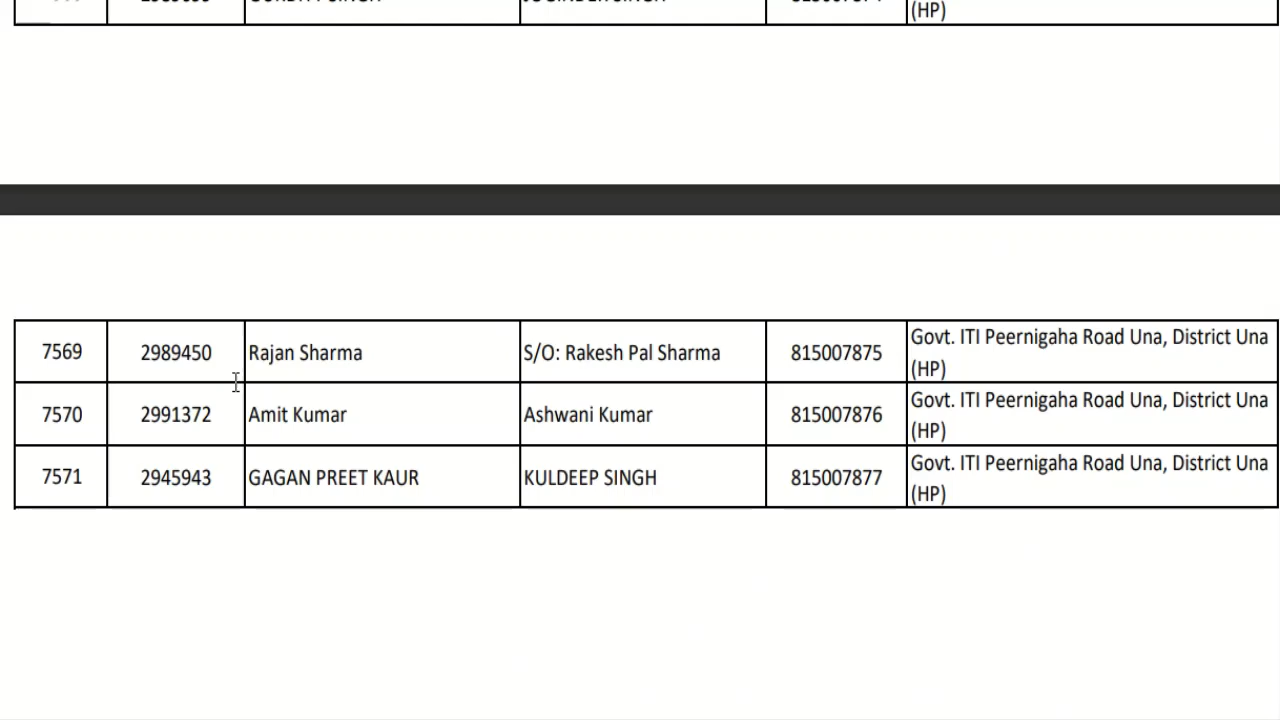 (HP)
7569 2989450 Rajan Sharma S/O: Rakesh Pal Sharma 815007875 Govt. ITI Peernigaha Road Una, District Una
(HP)
7570 2991372 Amit Kumar Ashwani Kumar 815007876 Govt. ITI Peernigaha Road Una, District Una
(HP)
7571 2945943 GAGAN PREET KAUR KULDEEP SINGH 815007877 Govt. ITI Peernigaha Road Una, District Una
(HP)